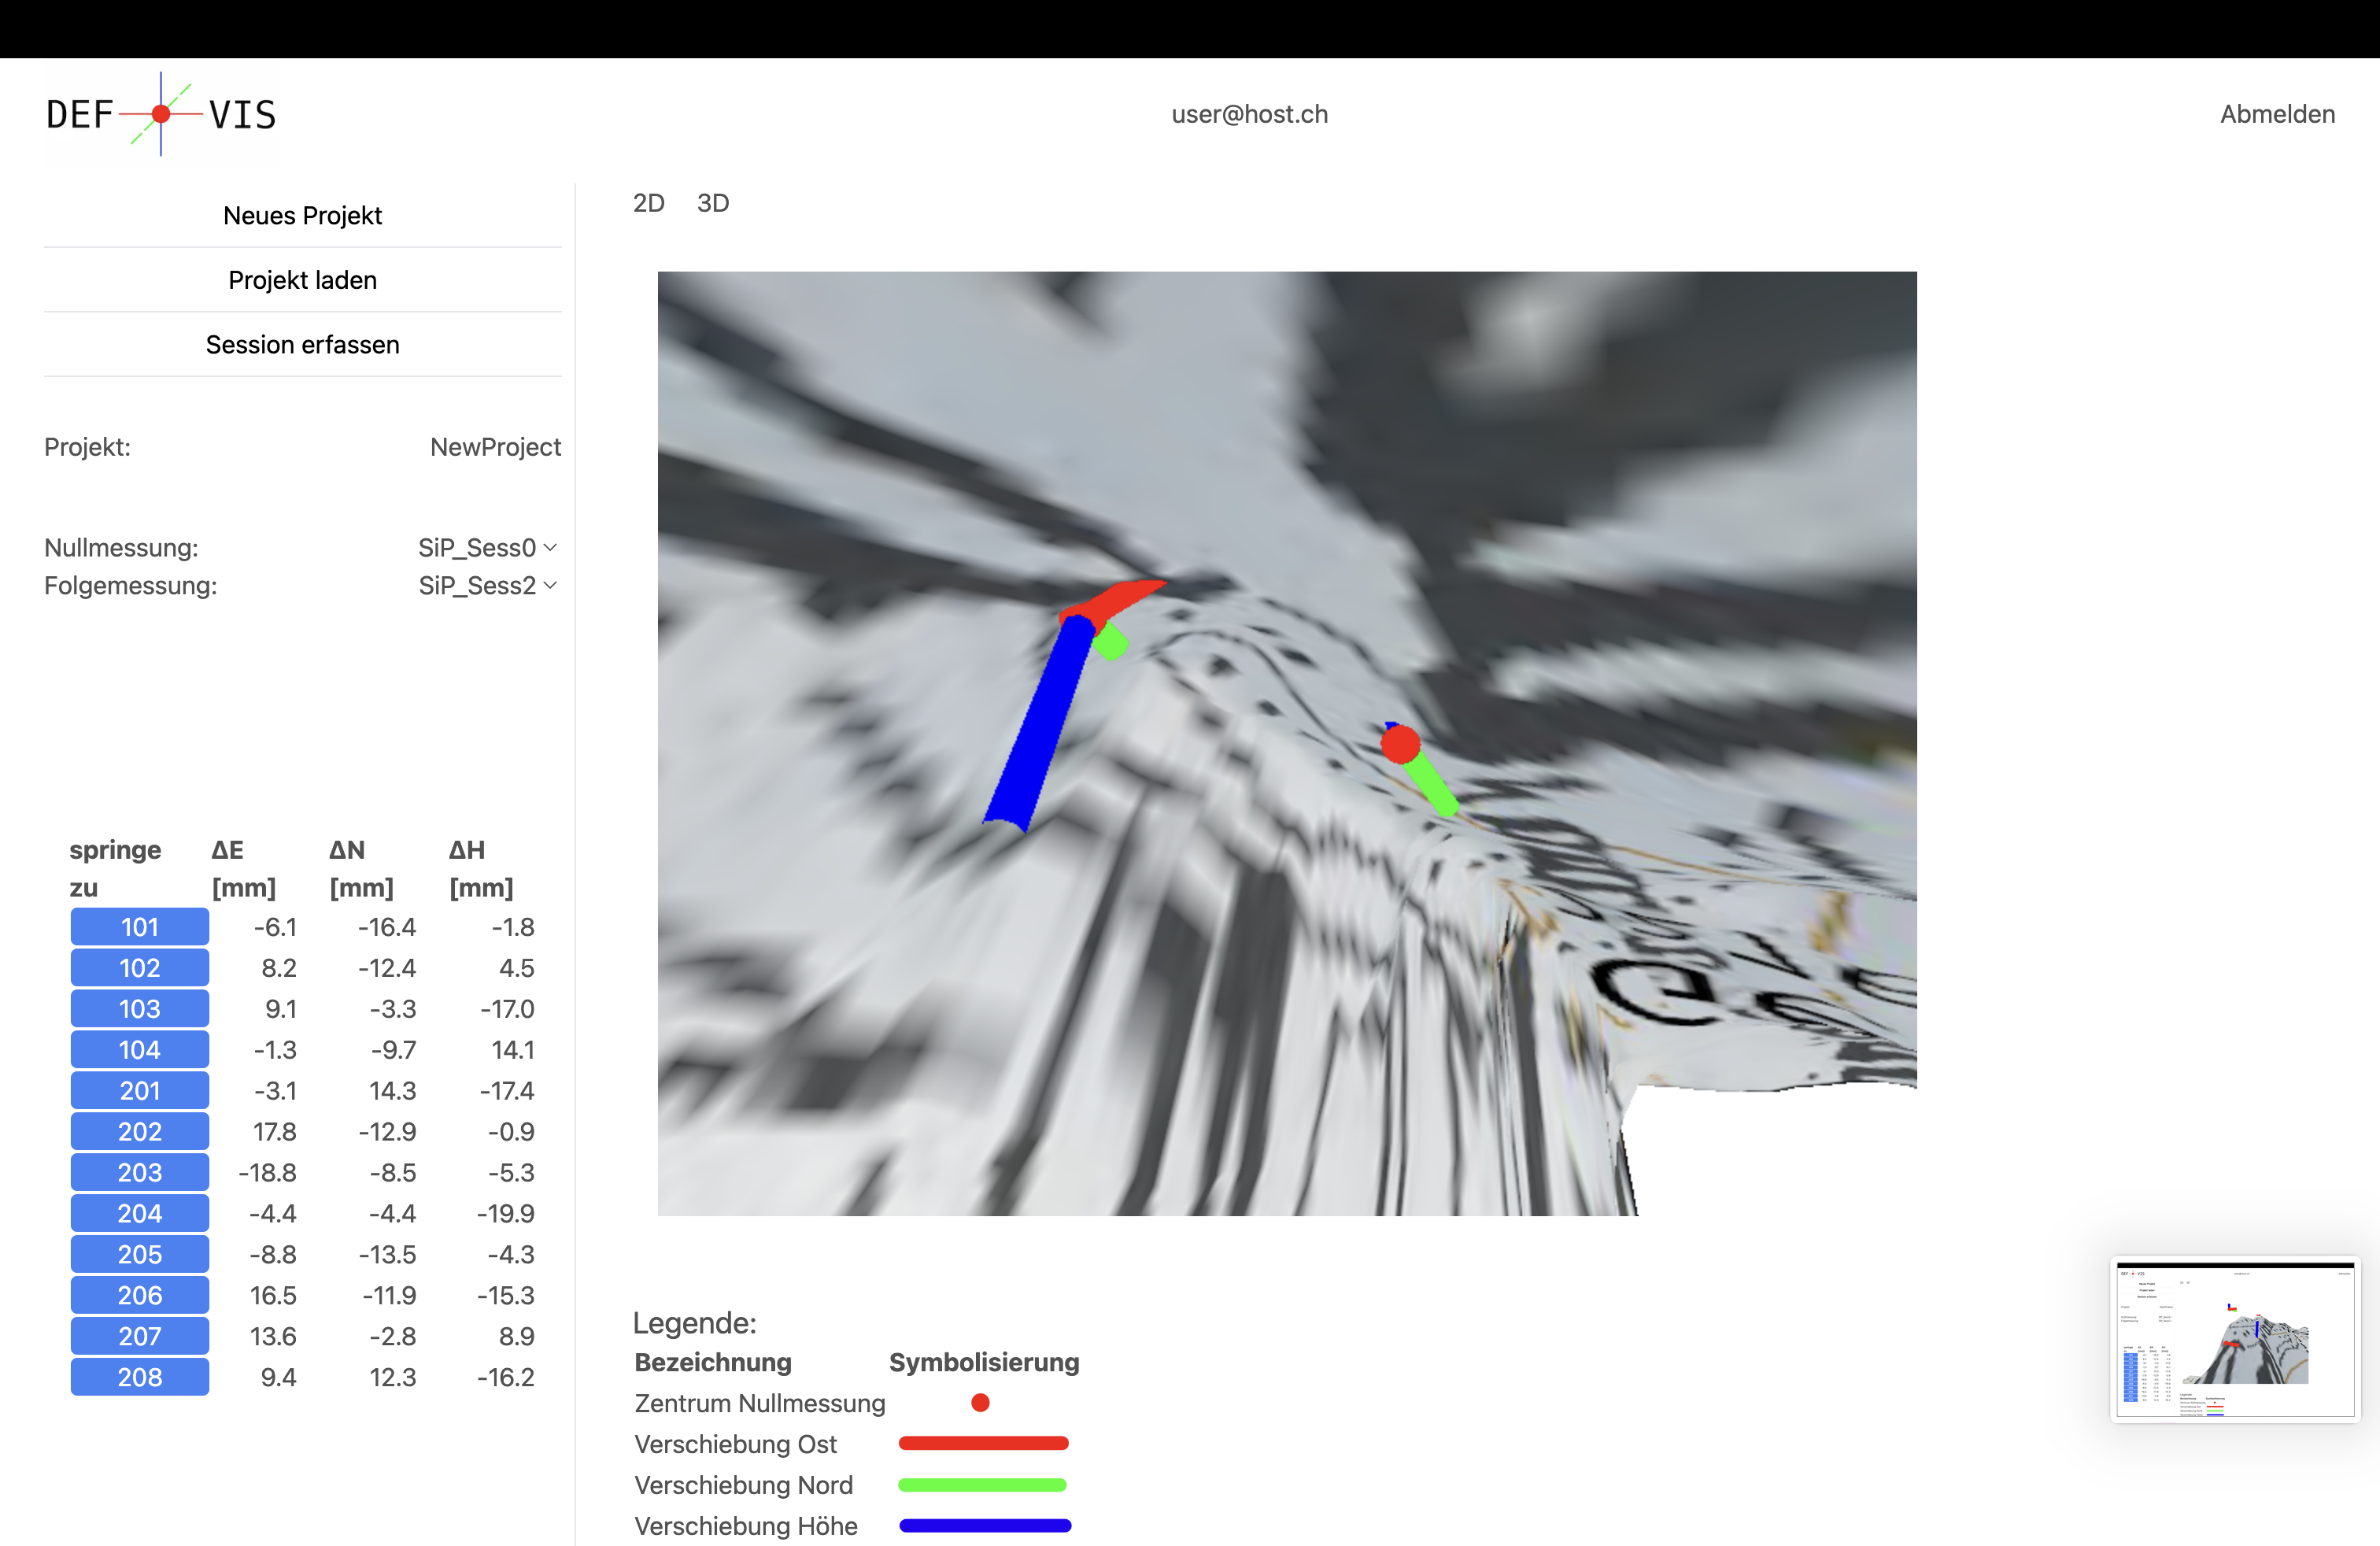 DEF VIS
user@host.ch
Abmelden
Neues Projekt
Projekt laden
Session erfassen
Projekt: NewProject
Nullmessung: SiP_Sess0
Folgemessung: SiP_Sess2
2D 3D
springe zu ΔE [mm] ΔN [mm] ΔH [mm]
101 -6.1 -16.4 -1.8
102 8.2 -12.4 4.5
103 9.1 -3.3 -17.0
104 -1.3 -9.7 14.1
201 -3.1 14.3 -17.4
202 17.8 -12.9 -0.9
203 -18.8 -8.5 -5.3
204 -4.4 -4.4 -19.9
205 -8.8 -13.5 -4.3
206 16.5 -11.9 -15.3
207 13.6 -2.8 8.9
208 9.4 12.3 -16.2
Legende:
Bezeichnung Symbolisierung
Zentrum Nullmessung
Verschiebung Ost
Verschiebung Nord
Verschiebung Höhe